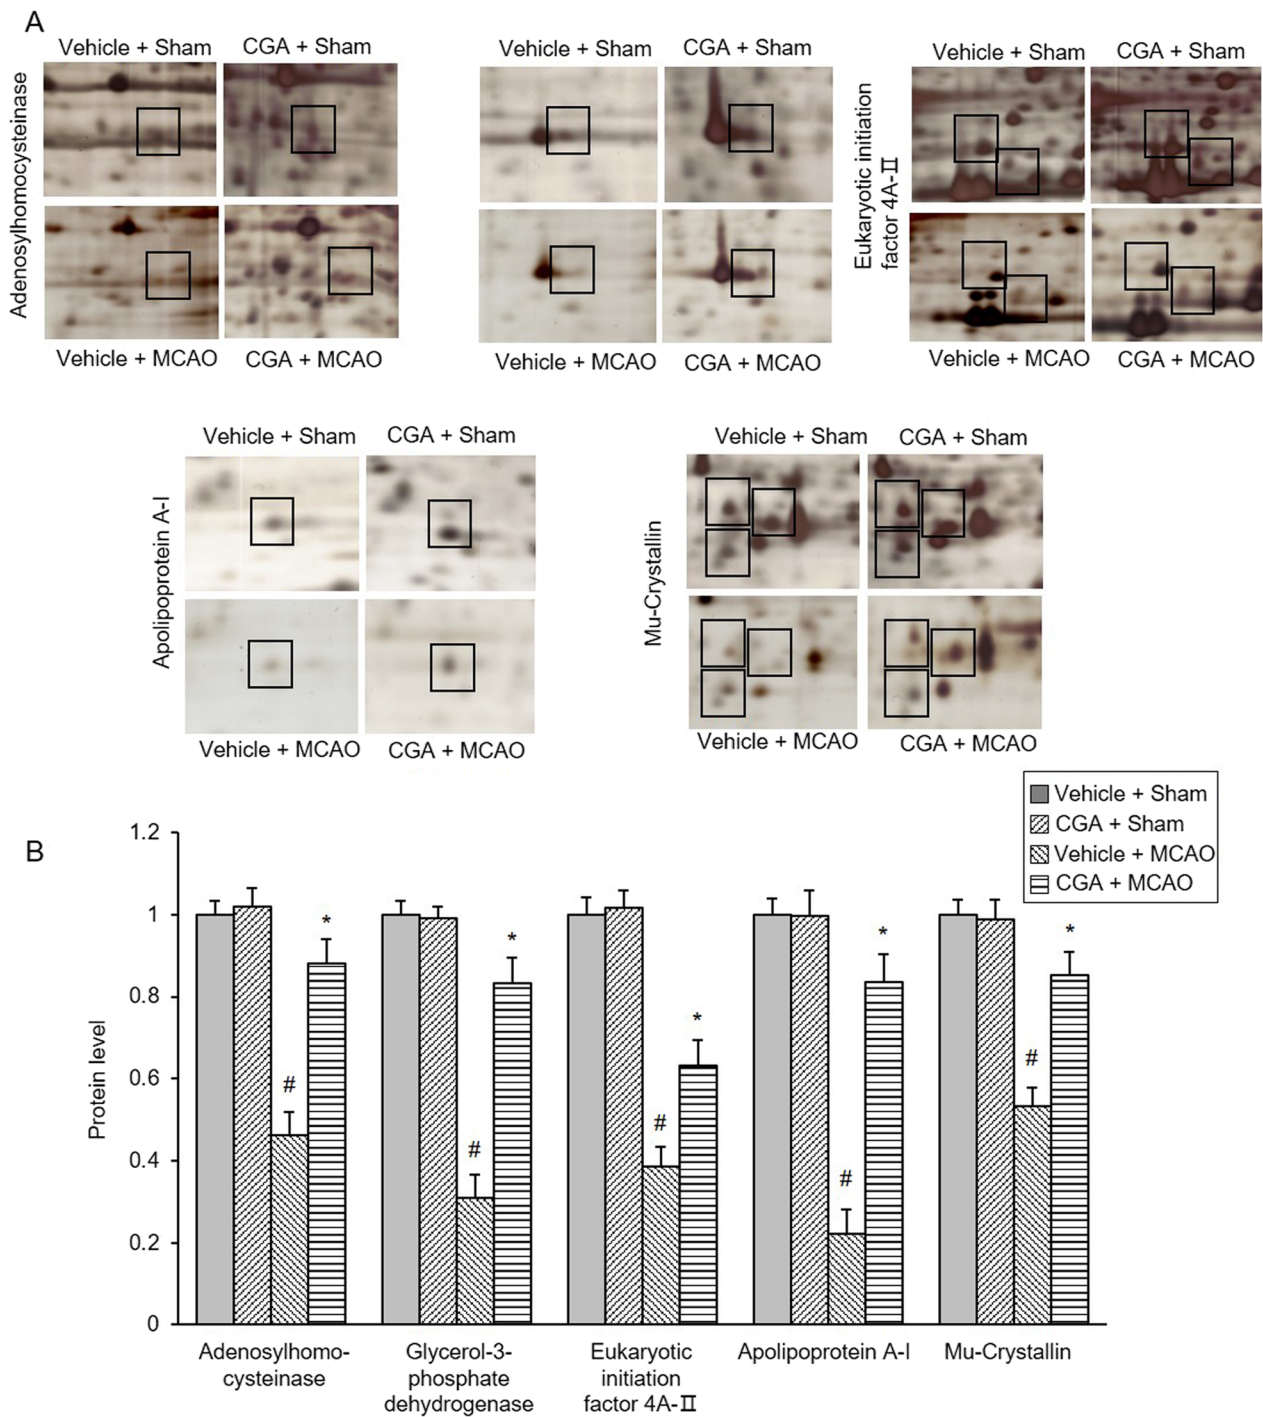 A
Vehicle + Sham
CGA + Sham
Vehicle + Sham
CGA + Sham
Vehicle + Sham
CGA + Sham
Adenosylhomocysteinase
Eukaryotic initiation
factor 4A-Ⅱ
Vehicle + MCAO
CGA + MCAO
Vehicle + MCAO
CGA + MCAO
Vehicle + MCAO
CGA + MCAO
Vehicle + Sham
CGA + Sham
Vehicle + Sham
CGA + Sham
Apolipoprotein A-I
Mu-Crystallin
Vehicle + MCAO
CGA + MCAO
Vehicle + MCAO
CGA + MCAO
B
Vehicle + Sham
CGA + Sham
Vehicle + MCAO
CGA + MCAO
Protein level
1.2
1
0.8
0.6
0.4
0.2
0
# *
# *
# *
# *
# *
Adenosylhomo-
cysteinase
Glycerol-3-
phosphate
dehydrogenase
Eukaryotic
initiation
factor 4A-Ⅱ
Apolipoprotein A-I
Mu-Crystallin